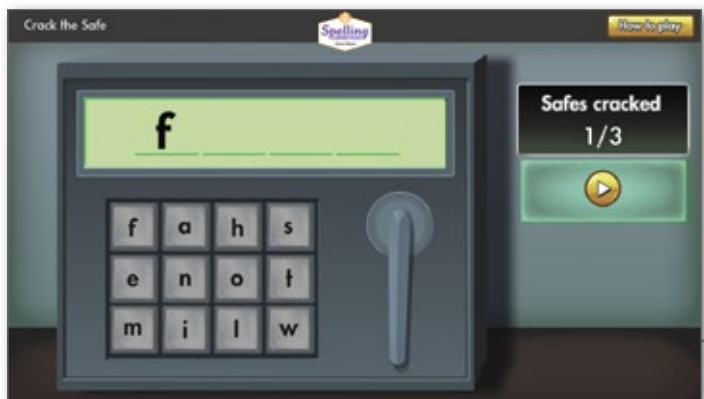 Crack the Safe
Spelling
How to play
f
Safes cracked
1/3
f a h s
e n o t
m i l w